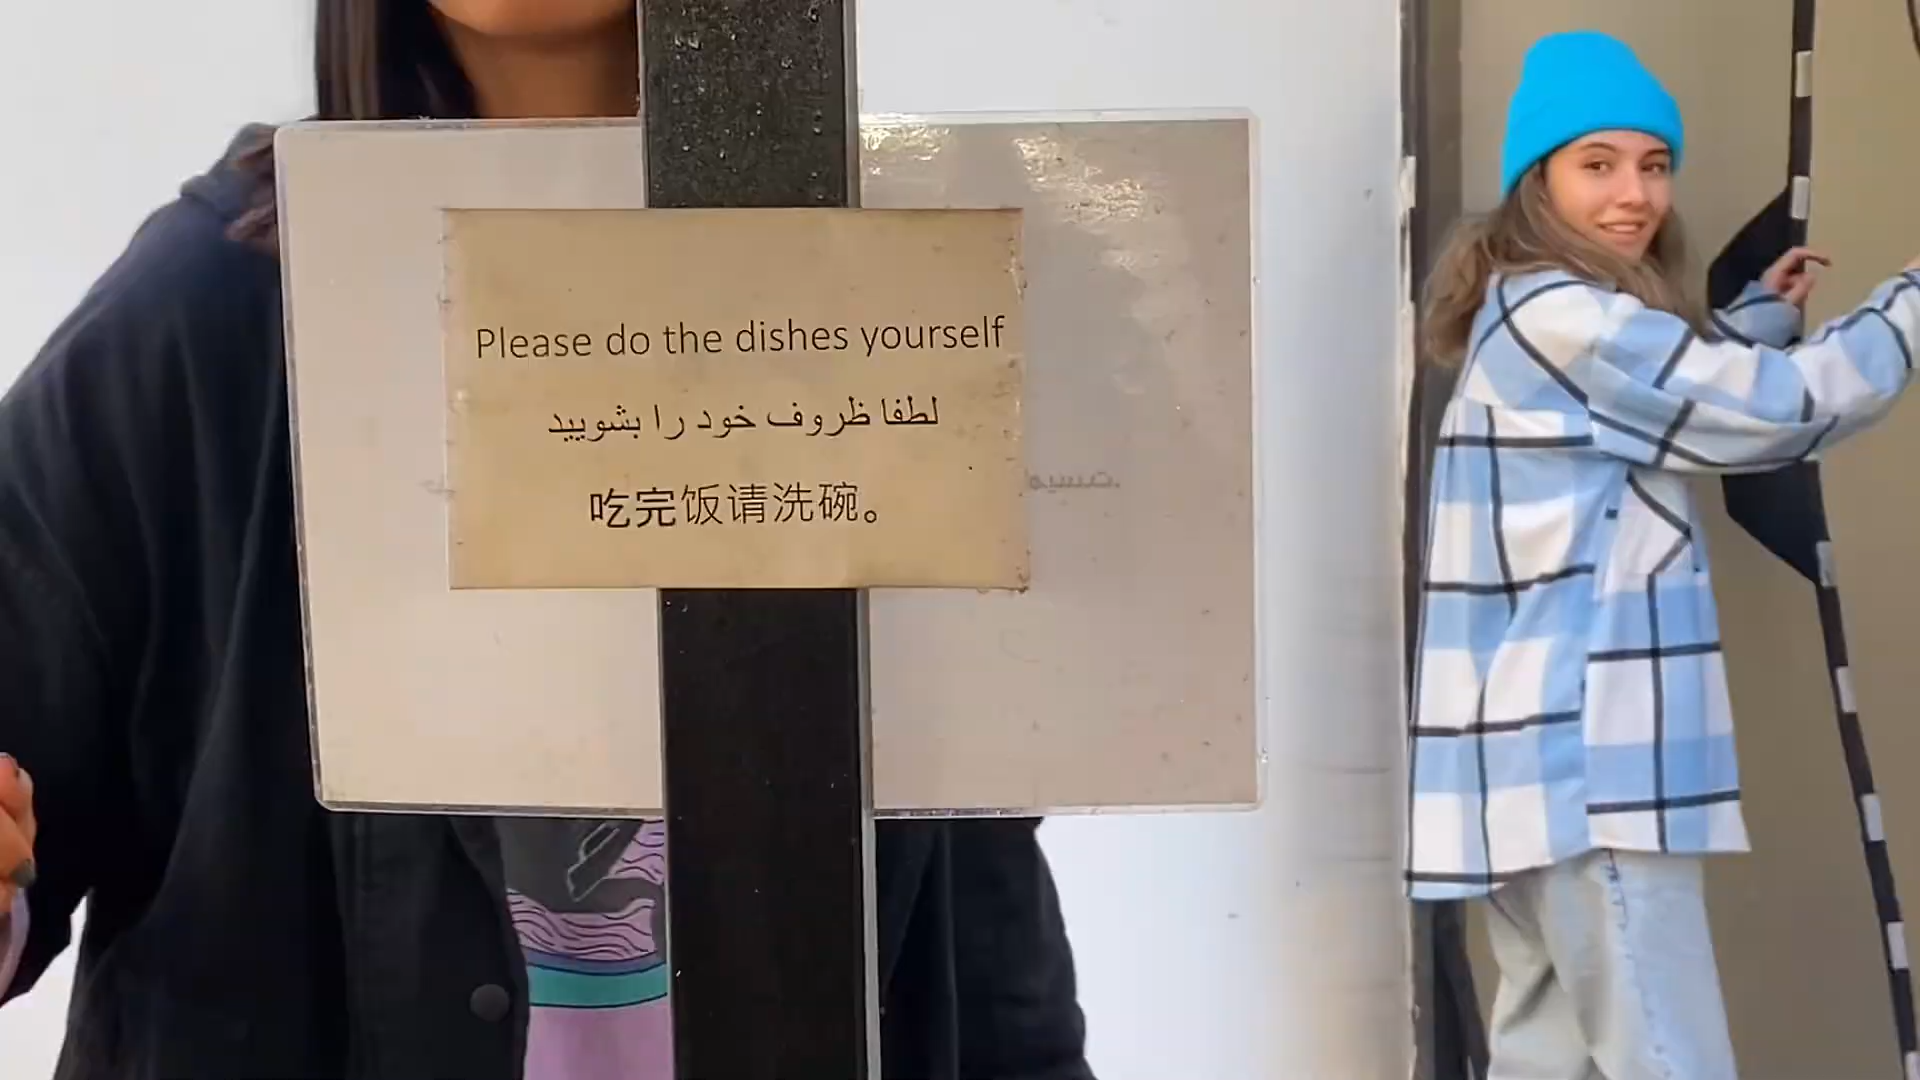 Please do the dishes yourself
لطفا ظروف خود را بشویید
吃完饭请洗碗。